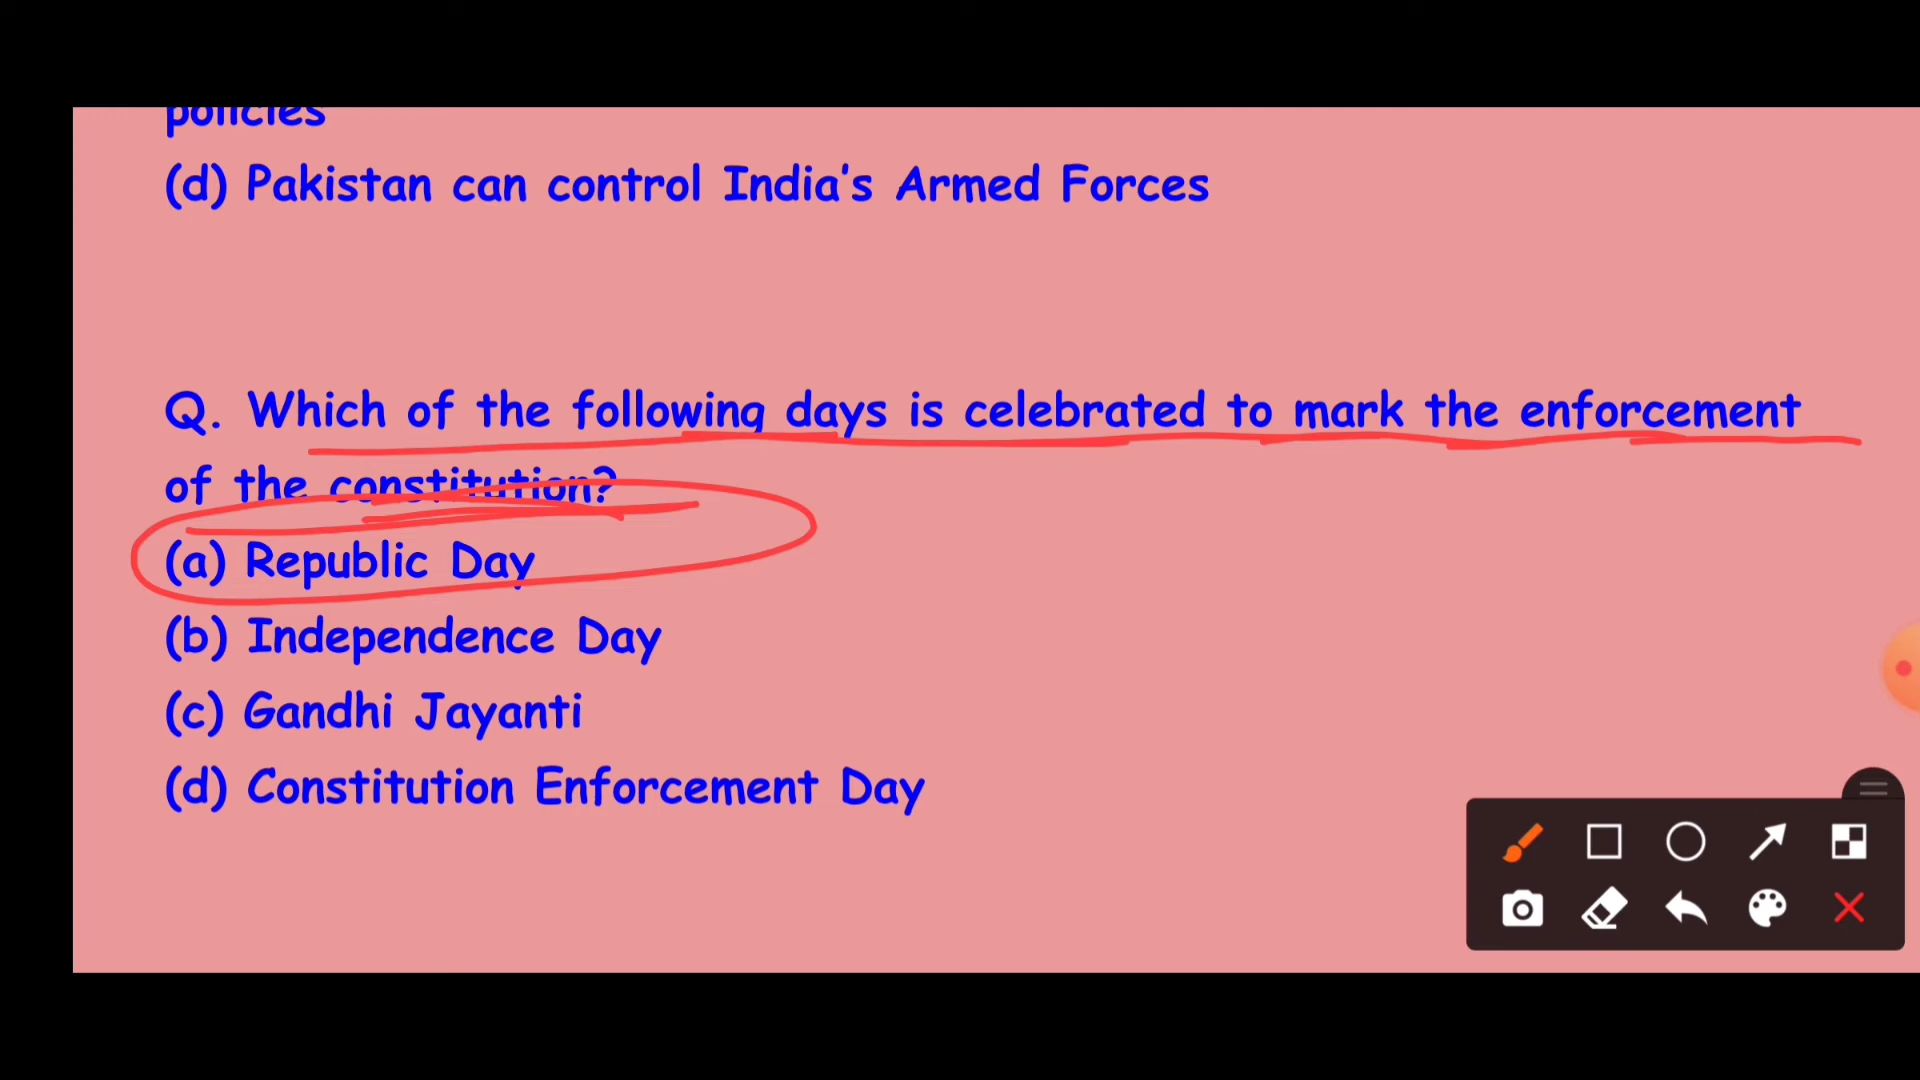 policies
(d) Pakistan can control India's Armed Forces
Q. Which of the following days is celebrated to mark the enforcement
of the constitution?
(a) Republic Day
(b) Independence Day
(c) Gandhi Jayanti
(d) Constitution Enforcement Day